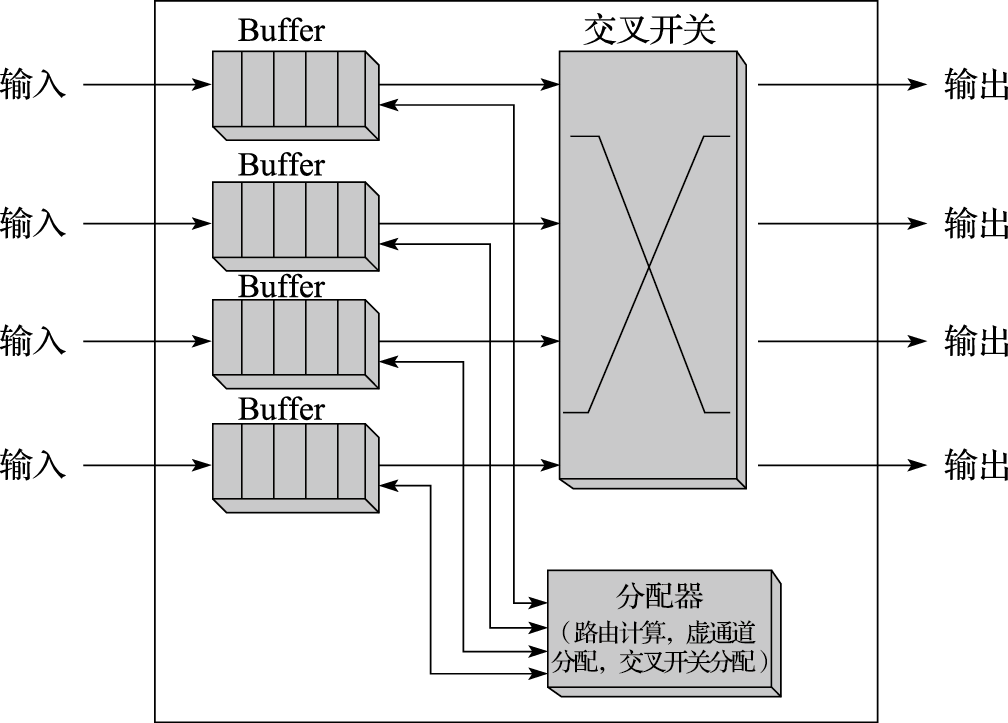 Buffer
交叉开关
输入
输出
Buffer
输入
输出
Buffer
输入
输出
Buffer
输入
输出
分配器
（路由计算，虚通道
分配，交叉开关分配）